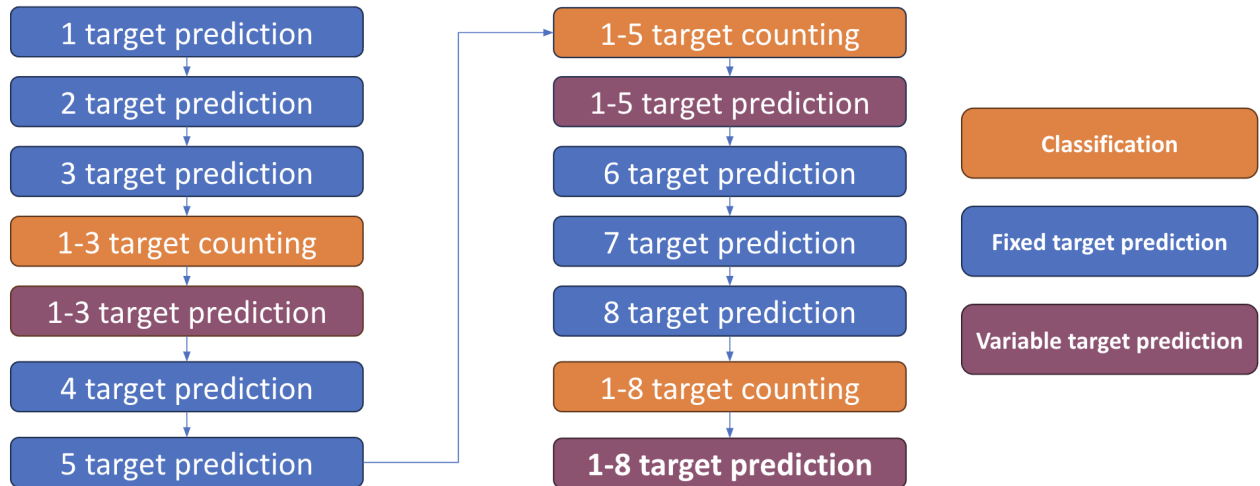 1 target prediction
2 target prediction
3 target prediction
1-3 target counting
1-3 target prediction
4 target prediction
5 target prediction
1-5 target counting
1-5 target prediction
6 target prediction
7 target prediction
8 target prediction
1-8 target counting
1-8 target prediction
Classification
Fixed target prediction
Variable target prediction